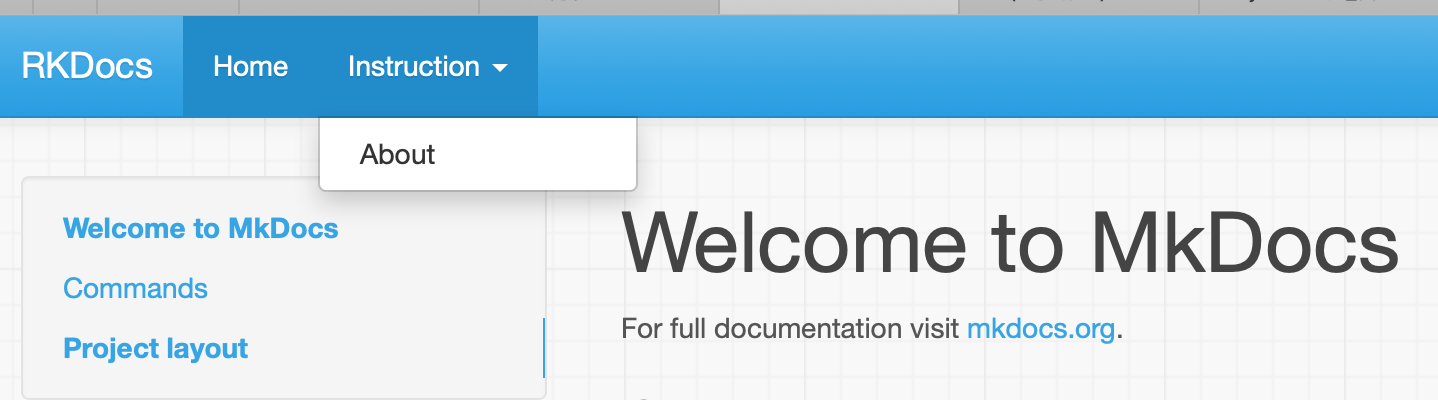 RKDocs Home Instruction
About
Welcome to MkDocs
Commands
Project layout
Welcome to MkDocs
For full documentation visit mkdocs.org.